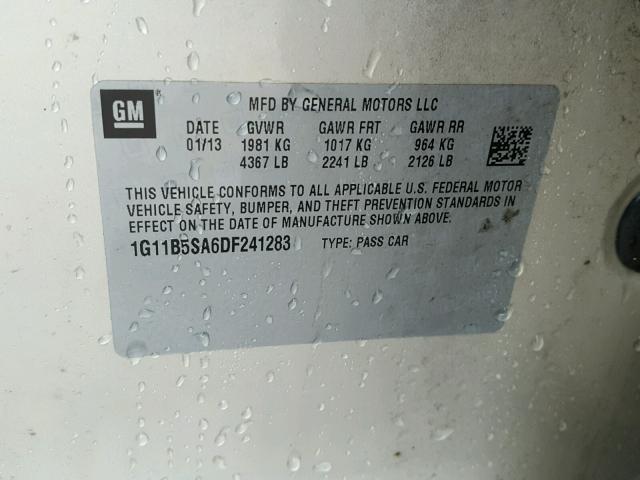 GM
MFD BY GENERAL MOTORS LLC
DATE GVWR GAWR FRT GAWR RR
01/13 1981 KG 1017 KG 964 KG
4367 LB 2241 LB 2126 LB
THIS VEHICLE CONFORMS TO ALL APPLICABLE U.S. FEDERAL MOTOR
VEHICLE SAFETY, BUMPER, AND THEFT PREVENTION STANDARDS IN
EFFECT ON THE DATE OF MANUFACTURE SHOWN ABOVE.
1G11B5SA6DF241283 TYPE: PASS CAR